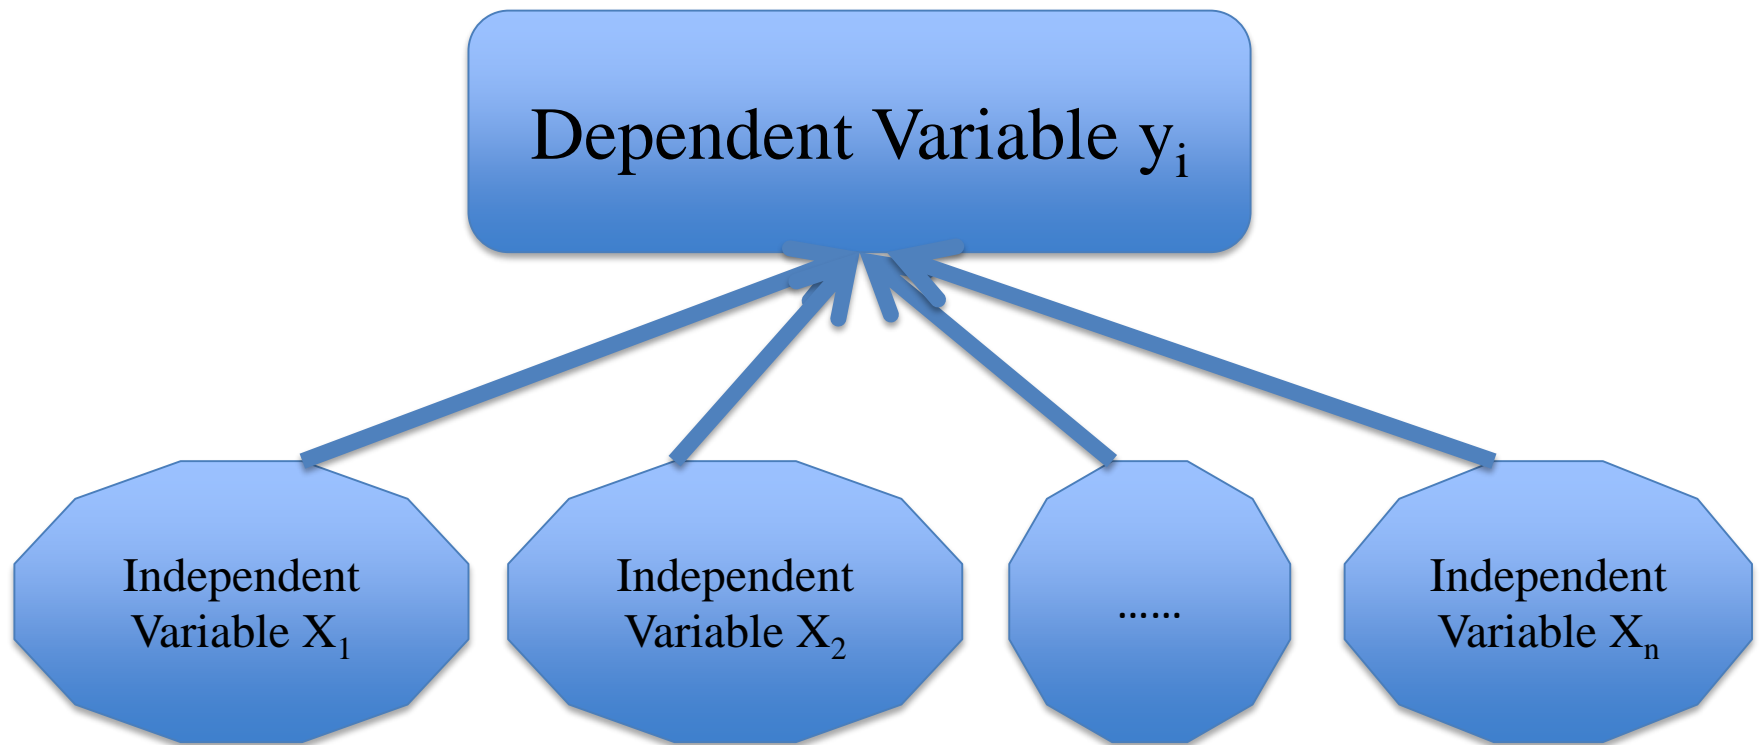 Dependent Variable yᵢ
Independent
Variable X₁
Independent
Variable X₂
......
Independent
Variable Xₙ